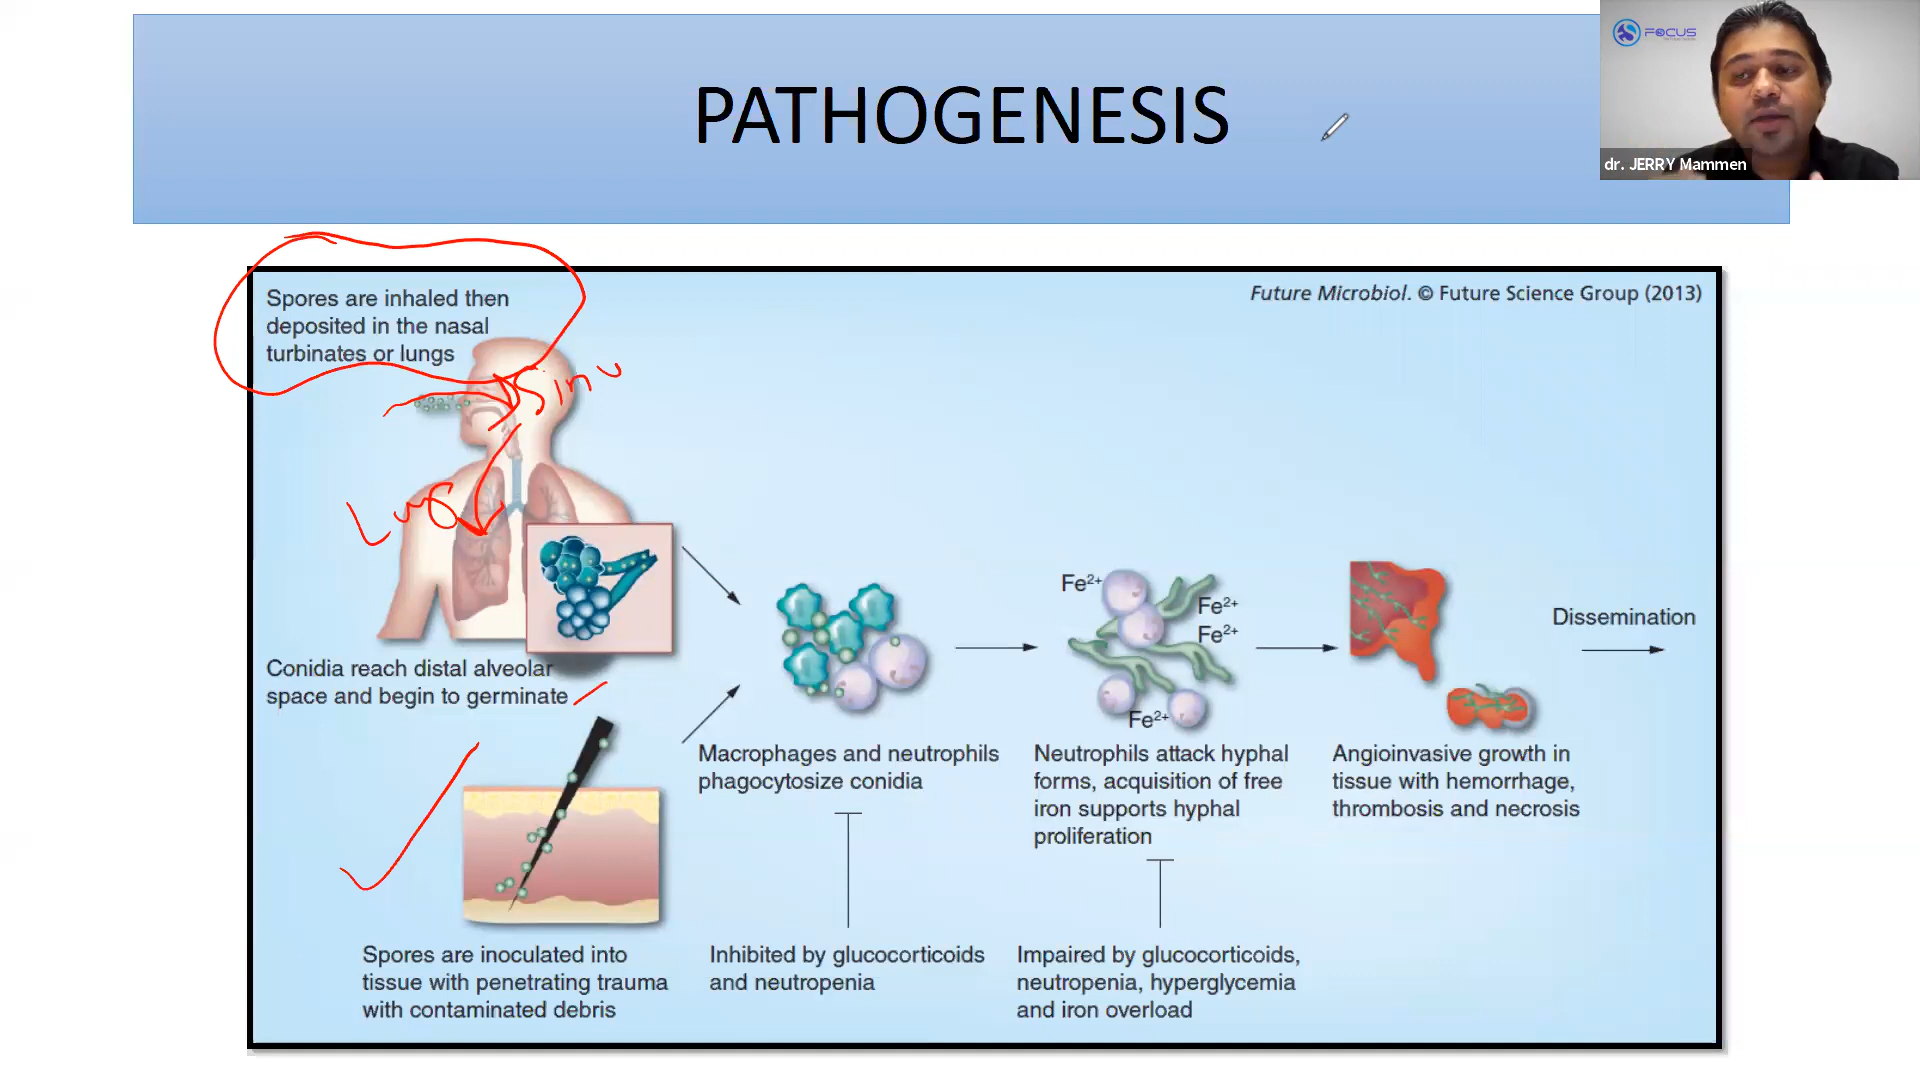 PATHOGENESIS
FOCUS
dr. JERRY Mammen
Spores are inhaled then
deposited in the nasal
turbinates or lungs
Future Microbiol. © Future Science Group (2013)
Sinu
Lung
Conidia reach distal alveolar
space and begin to germinate
Fe²⁺
Fe²⁺
Fe²⁺
Fe²⁺
Dissemination
Macrophages and neutrophils
phagocytosize conidia
Neutrophils attack hyphal
forms, acquisition of free
iron supports hyphal
proliferation
Angioinvasive growth in
tissue with hemorrhage,
thrombosis and necrosis
Spores are inoculated into
tissue with penetrating trauma
with contaminated debris
Inhibited by glucocorticoids
and neutropenia
Impaired by glucocorticoids,
neutropenia, hyperglycemia
and iron overload